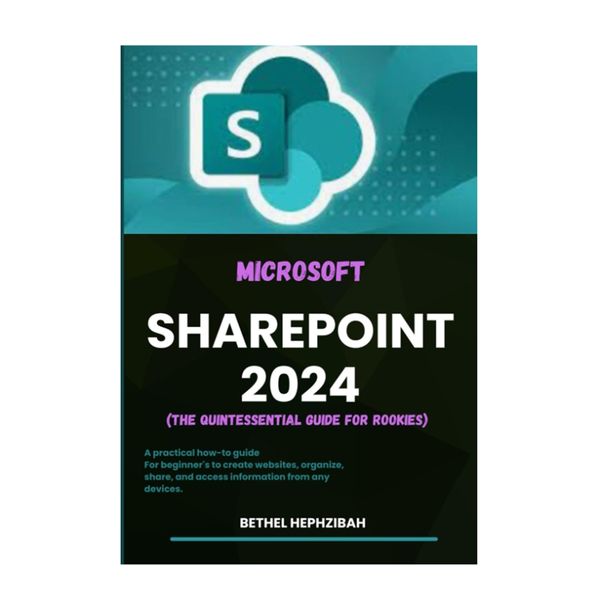 S
MICROSOFT
SHAREPOINT
2024
(THE QUINTESSENTIAL GUIDE FOR ROOKIES)
A practical how-to guide
For beginner's to create websites, organize,
share, and access information from any
devices.
BETHEL HEPHZIBAH